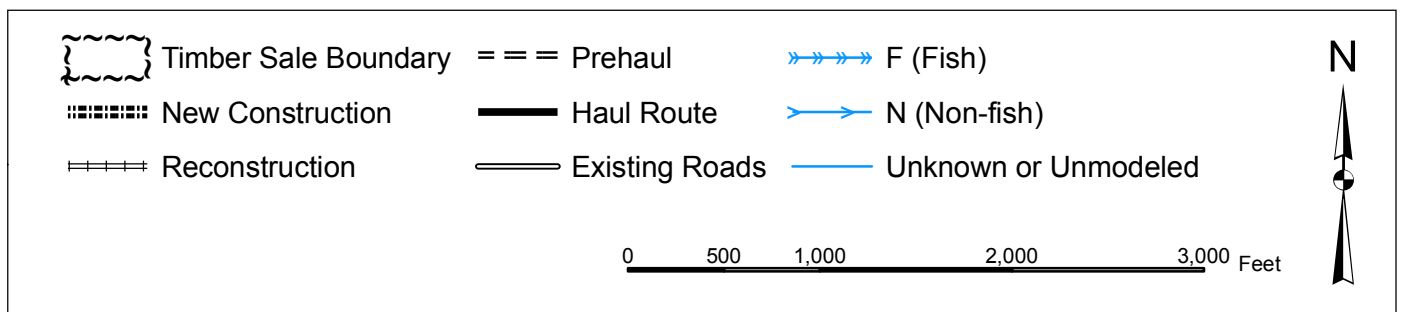 Timber Sale Boundary Prehaul F (Fish) N
New Construction Haul Route N (Non-fish)
Reconstruction Existing Roads Unknown or Unmodeled
0 500 1,000 2,000 3,000 Feet